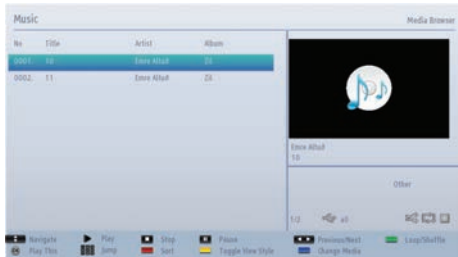 Music Media Browser
No Title Artist Album
0001. 10 Emre Altuğ Zil
0002. 11 Emre Altuğ Zil
Emre Altuğ
10
Other
1/2 all
Navigate Play Stop Pause Previous/Next Loop/Shuffle
Play This Jump Sort Toggle View Style Change Media